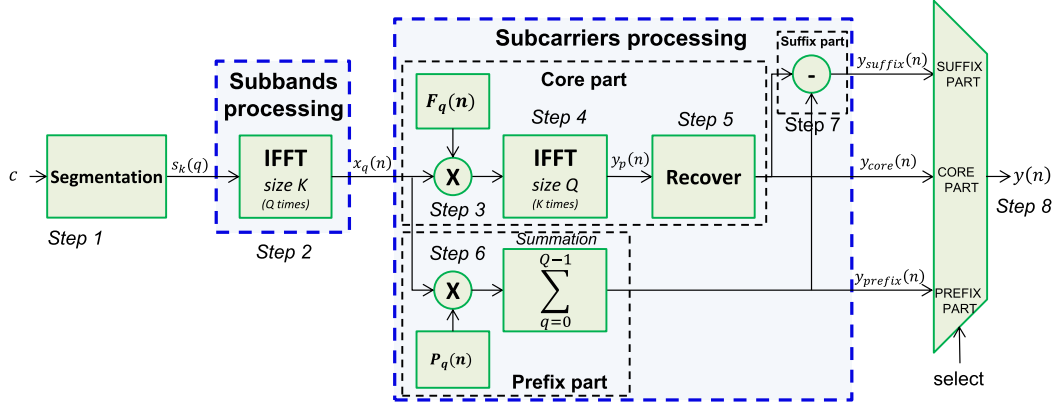 Subcarriers processing
Suffix part
y_suffix(n)
Subbands
processing
Core part
F_q(n)
-
SUFFIX
PART
Step 4
Step 5
Step 7
IFFT
size K
(Q times)
IFFT
size Q
(K times)
c
Segmentation
s_k(q)
x_q(n)
X
y_p(n)
Recover
y_core(n)
CORE
PART
y(n)
Step 1
Step 2
Step 3
Step 8
Summation
Step 6
X
Q−1
∑
q=0
y_prefix(n)
PREFIX
PART
P_q(n)
Prefix part
select